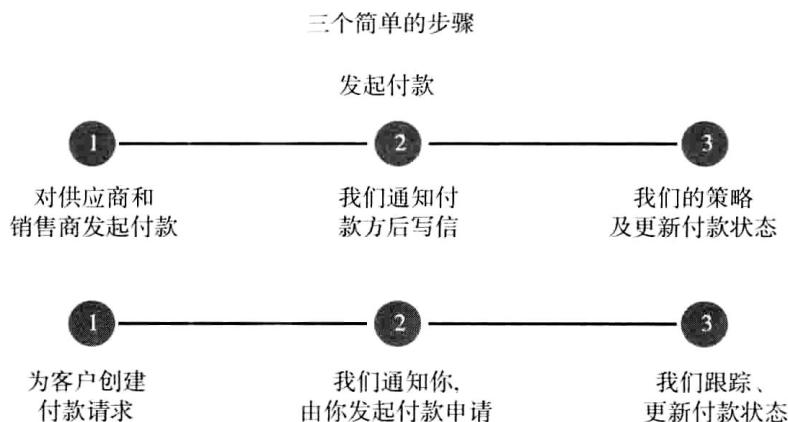 三个简单的步骤
发起付款
1 2 3
对供应商和 我们通知付 我们的策略
销售商发起付款 款方后写信 及更新付款状态
1 2 3
为客户创建 我们通知你, 我们跟踪、
付款请求 由你发起付款申请 更新付款状态